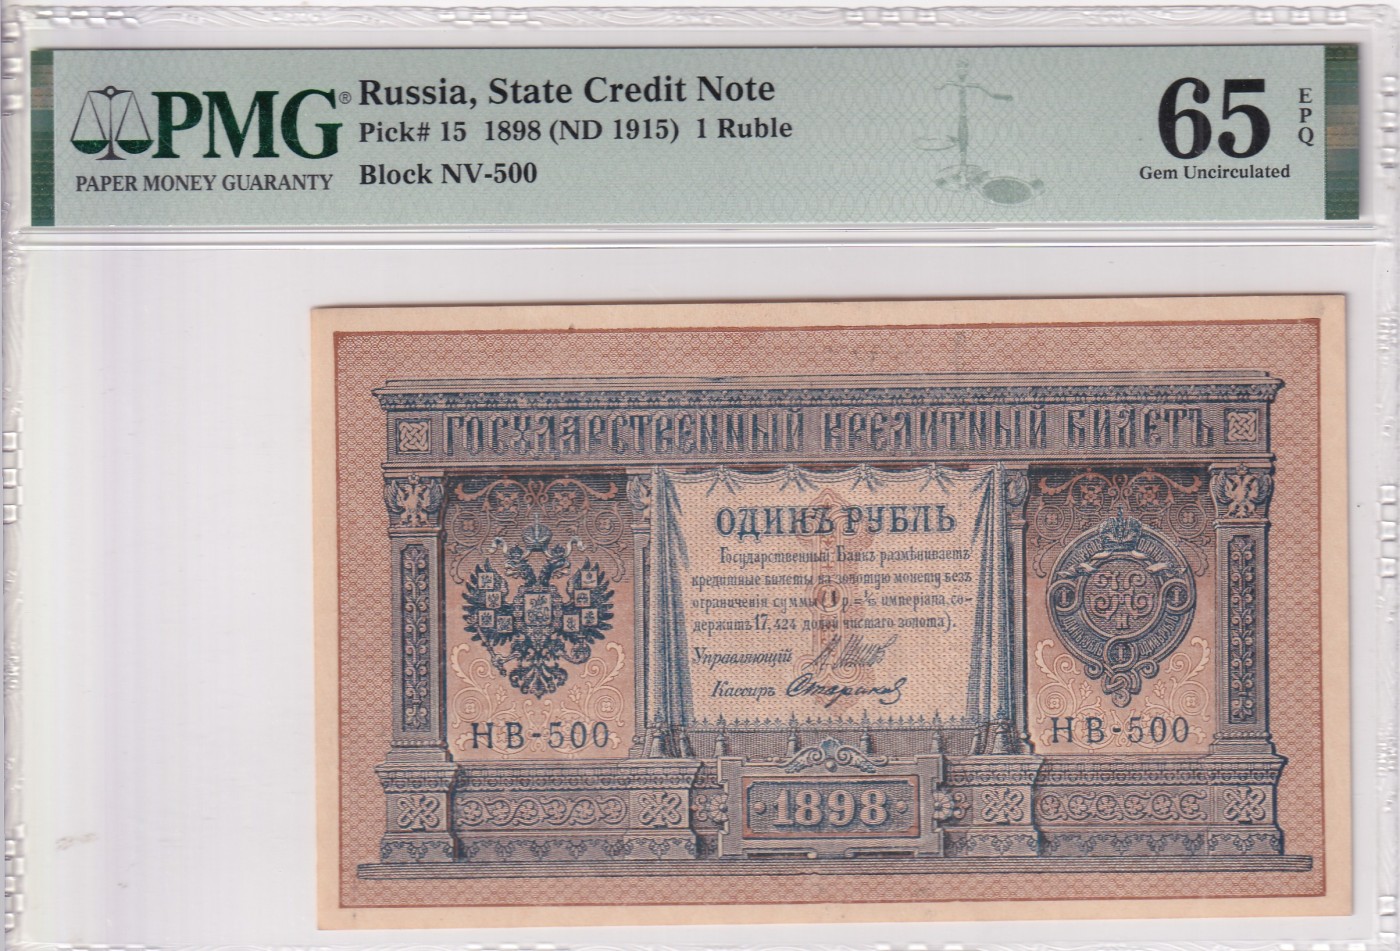 PMG®
PAPER MONEY GUARANTY
Russia, State Credit Note
Pick# 15 1898 (ND 1915) 1 Ruble
Block NV-500
65 EPQ
Gem Uncirculated
ГОСУДАРСТВЕННЫЙ КРЕДИТНЫЙ БИЛЕТЪ
ОДИНЪ РУБЛЬ
Государственный Банкъ размѣниваетъ
кредитные билеты на золотую монету безъ
ограниченія суммы (1 р.= 1/15 имперіала, со-
держитъ 17,424 долей чистаго золота).
Управляющій
Кассиръ
НВ-500
НВ-500
1898